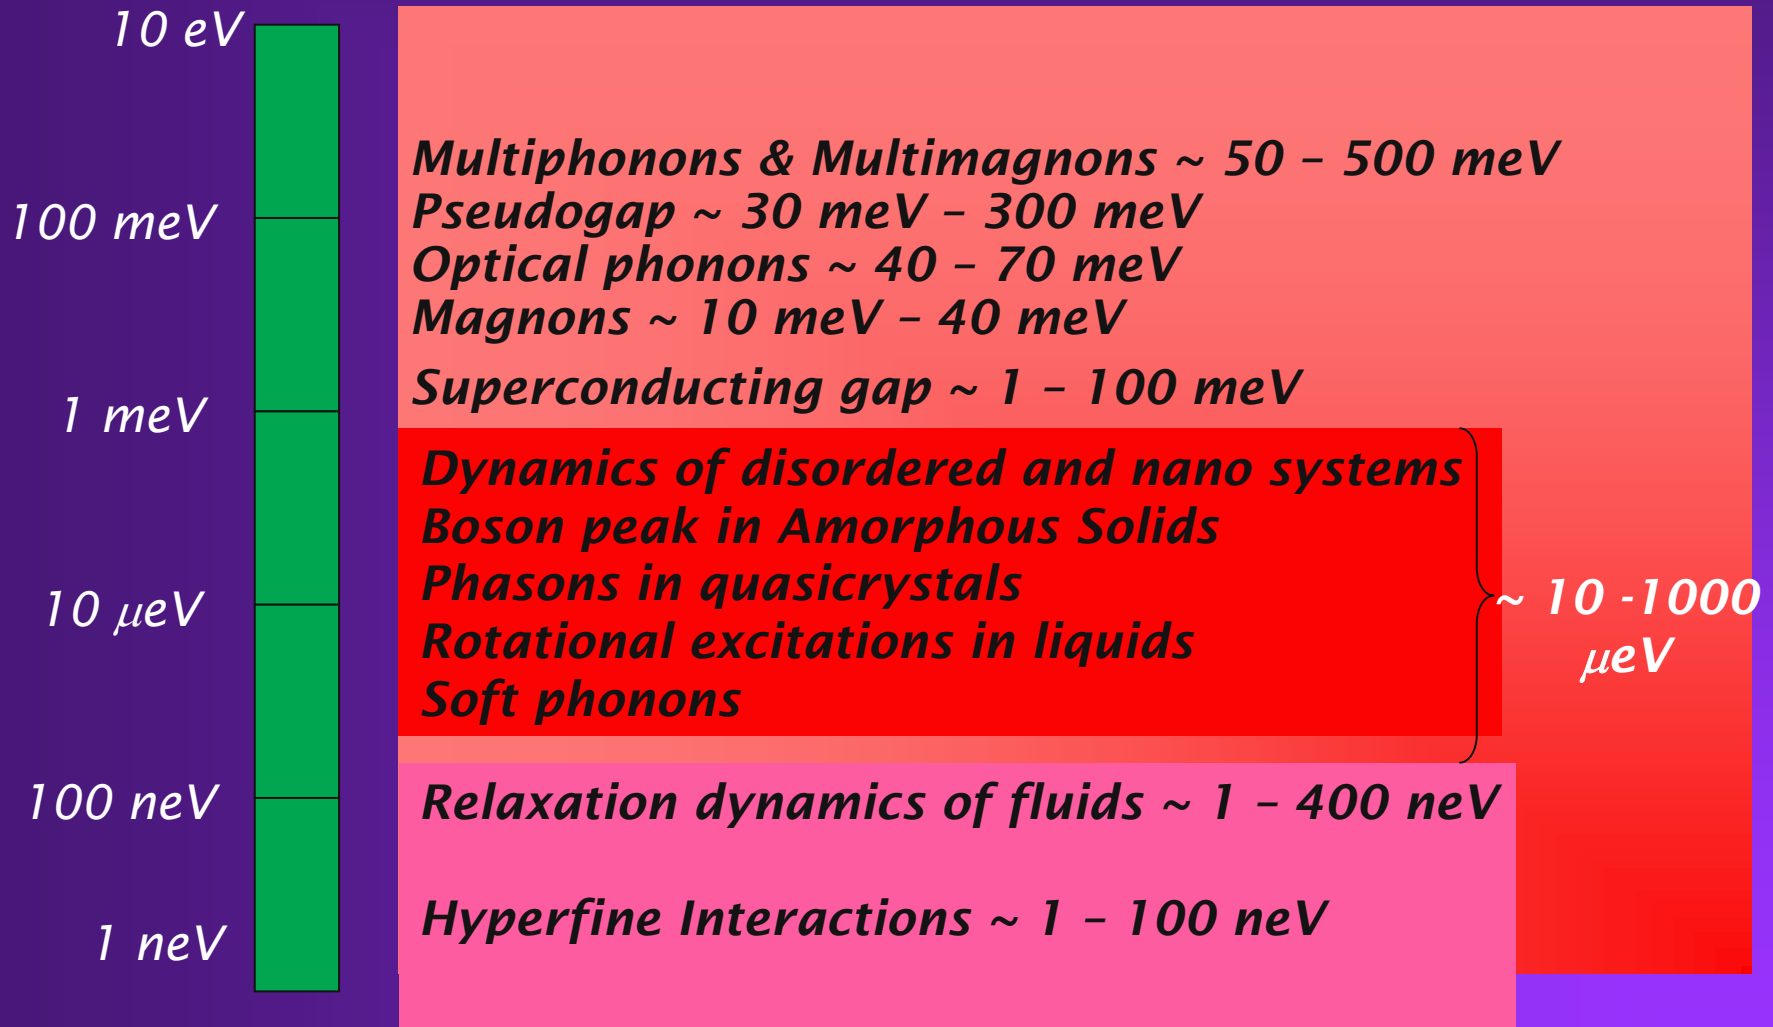 10 eV
100 meV
1 meV
10 μeV
100 neV
1 neV
Multiphonons & Multimagnons ~ 50 – 500 meV
Pseudogap ~ 30 meV – 300 meV
Optical phonons ~ 40 – 70 meV
Magnons ~ 10 meV – 40 meV
Superconducting gap ~ 1 – 100 meV
Dynamics of disordered and nano systems
Boson peak in Amorphous Solids
Phasons in quasicrystals
Rotational excitations in liquids
Soft phonons
~ 10 -1000
μeV
Relaxation dynamics of fluids ~ 1 – 400 neV
Hyperfine Interactions ~ 1 – 100 neV